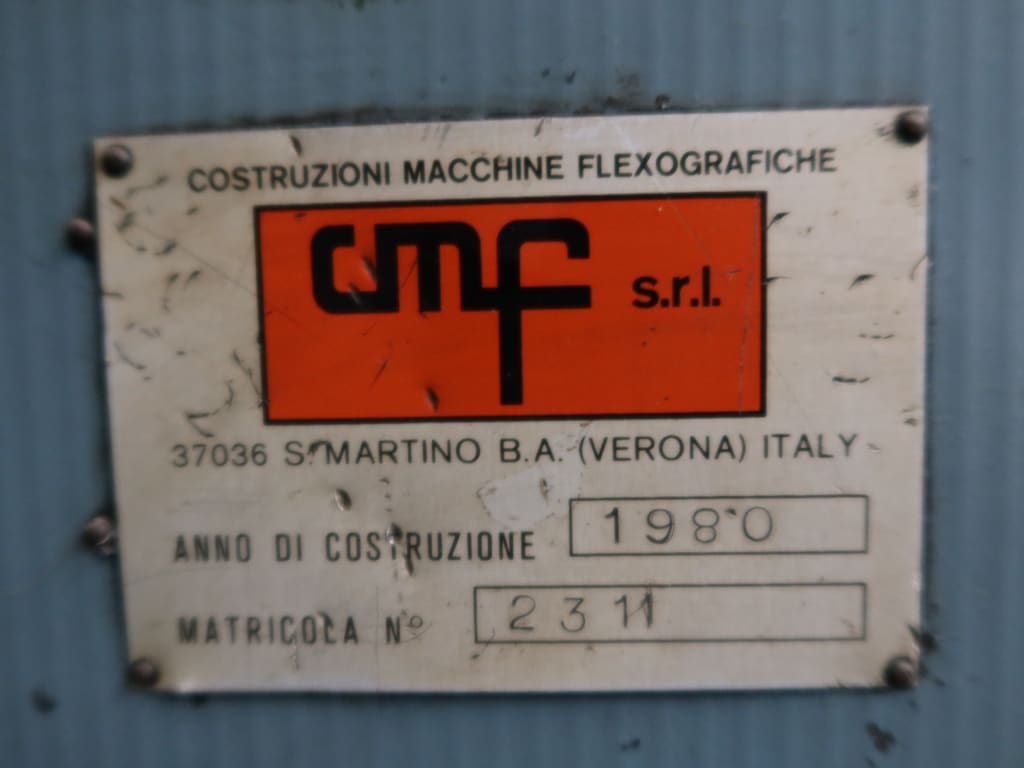 COSTRUZIONI MACCHINE FLEXOGRAFICHE
cmf s.r.l.
37036 S. MARTINO B.A. (VERONA) ITALY
ANNO DI COSTRUZIONE 1980
MATRICOLA N° 2311